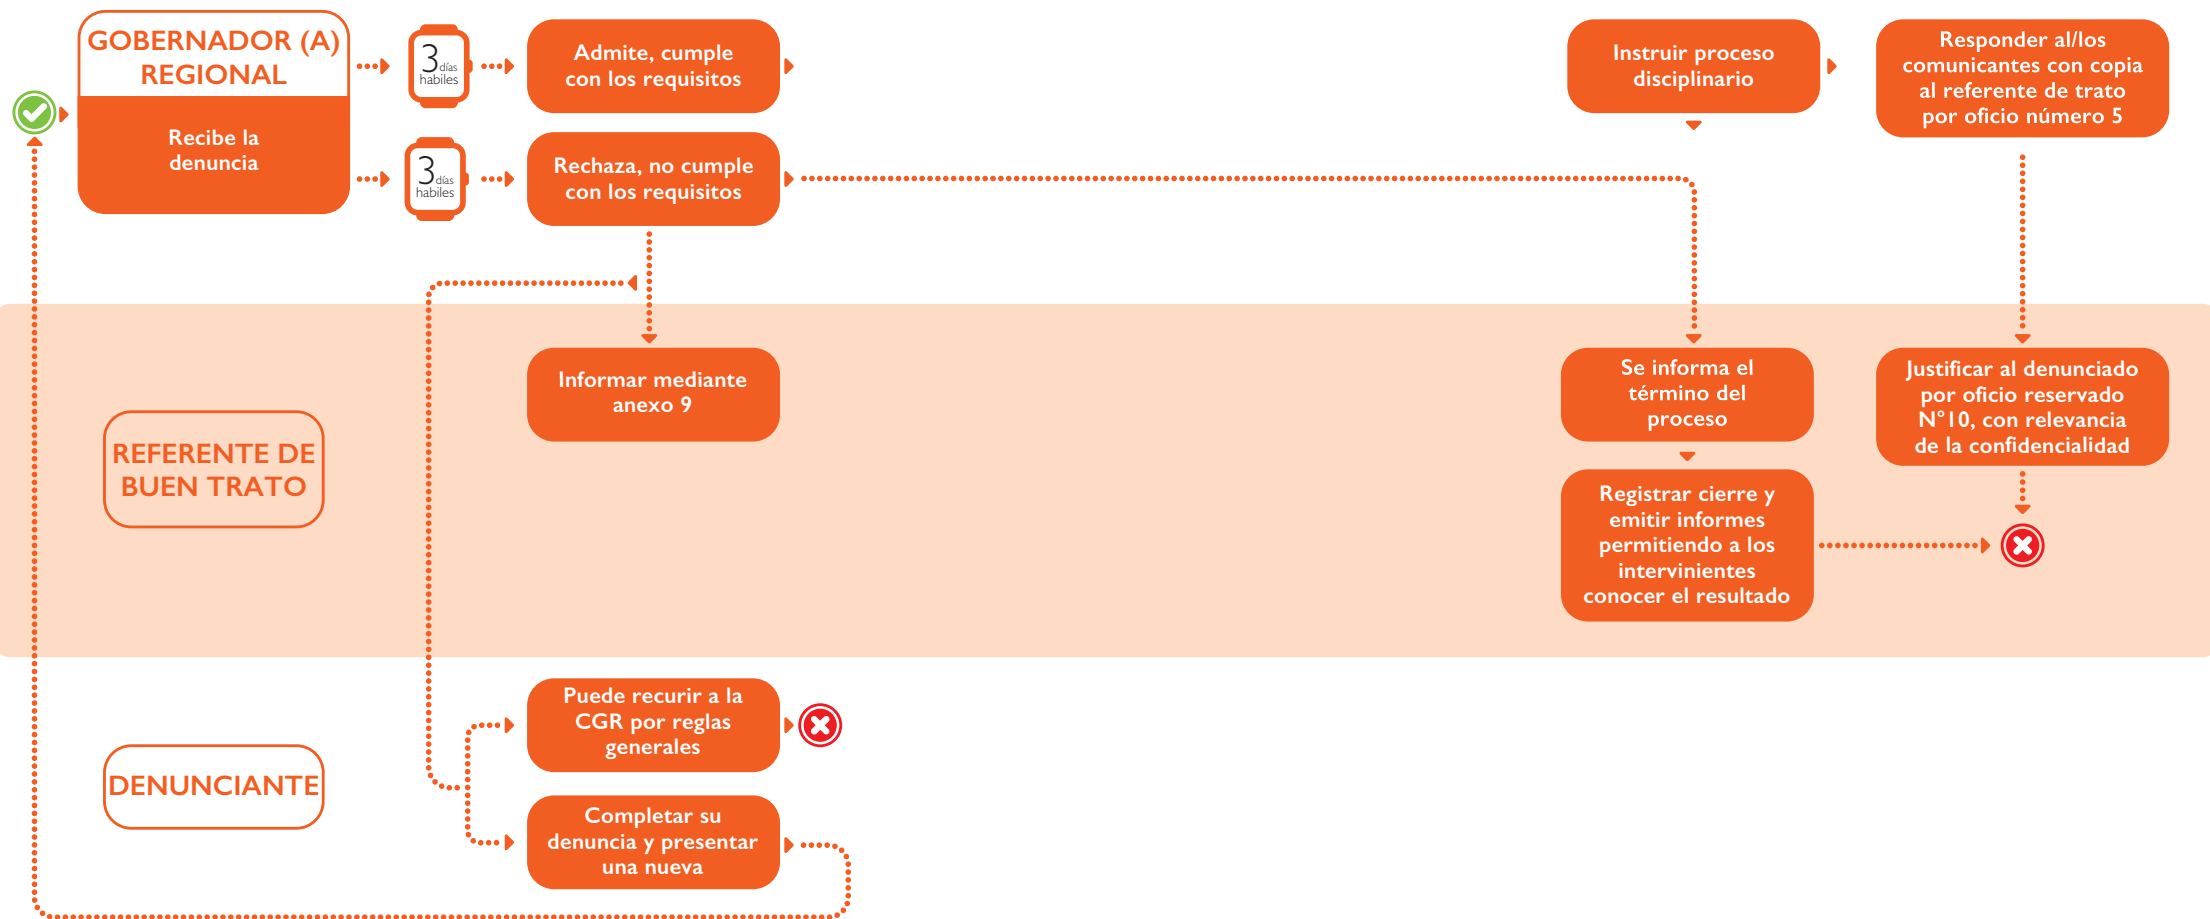 GOBERNADOR (A)
REGIONAL
Recibe la
denuncia
3 días
habiles
3 días
habiles
Admite, cumple
con los requisitos
Rechaza, no cumple
con los requisitos
Instruir proceso
disciplinario
Responder al/los
comunicantes con copia
al referente de trato
por oficio número 5
REFERENTE DE
BUEN TRATO
Informar mediante
anexo 9
Se informa el
término del
proceso
Registrar cierre y
emitir informes
permitiendo a los
intervinientes
conocer el resultado
Justificar al denunciado
por oficio reservado
N°10, con relevancia
de la confidencialidad
DENUNCIANTE
Puede recurir a la
CGR por reglas
generales
Completar su
denuncia y presentar
una nueva